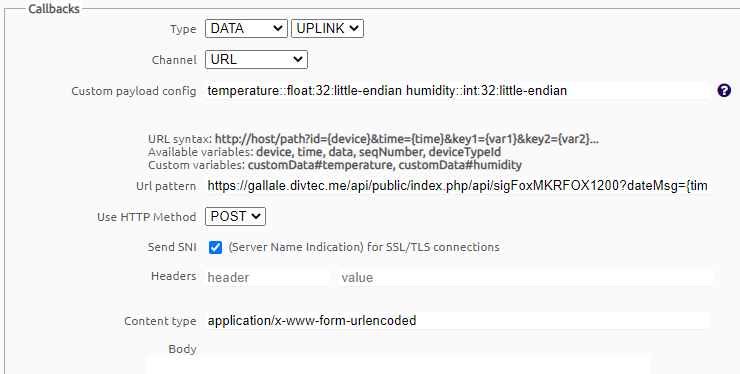 Callbacks
Type DATA UPLINK
Channel URL
Custom payload config temperature::float:32:little-endian humidity::int:32:little-endian ?
URL syntax: http://host/path?id={device}&time={time}&key1={var1}&key2={var2}...
Available variables: device, time, data, seqNumber, deviceTypeId
Custom variables: customData#temperature, customData#humidity
Url pattern https://gallale.divtec.me/api/public/index.php/api/sigFoxMKRFOX1200?dateMsg={tim
Use HTTP Method POST
Send SNI (Server Name Indication) for SSL/TLS connections
Headers header value
Content type application/x-www-form-urlencoded
Body